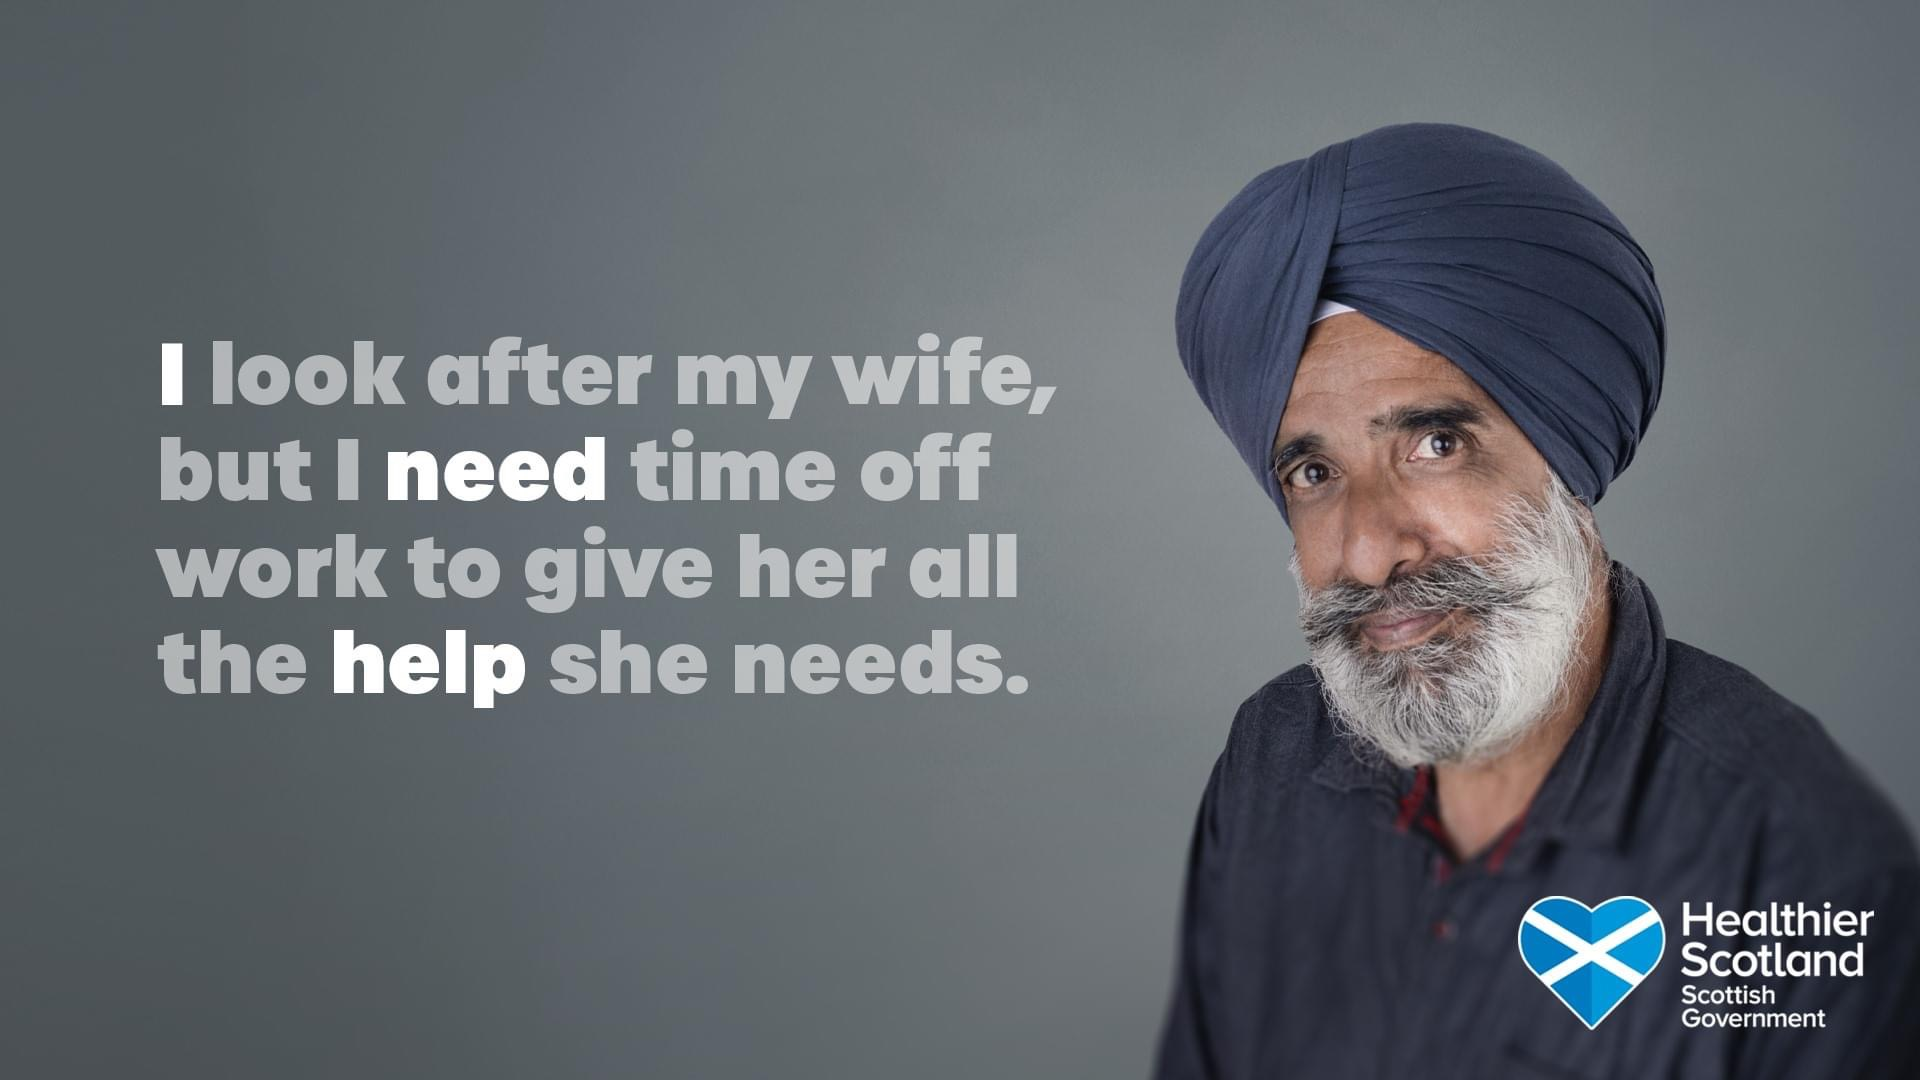 I look after my wife,
but I need time off
work to give her all
the help she needs.
Healthier
Scotland
Scottish
Government